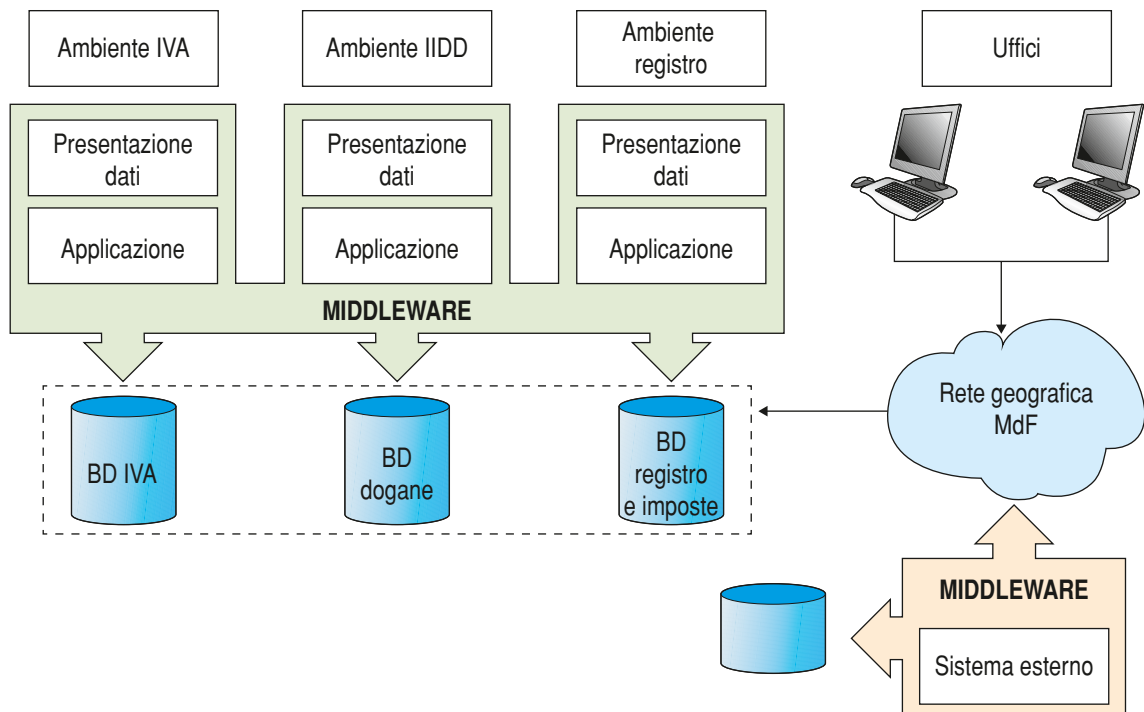 Ambiente IVA
Ambiente IIDD
Ambiente
registro
Uffici
Presentazione
dati
Presentazione
dati
Presentazione
dati
Applicazione
Applicazione
Applicazione
MIDDLEWARE
BD IVA
BD
dogane
BD
registro
e imposte
Rete geografica
MdF
MIDDLEWARE
Sistema esterno